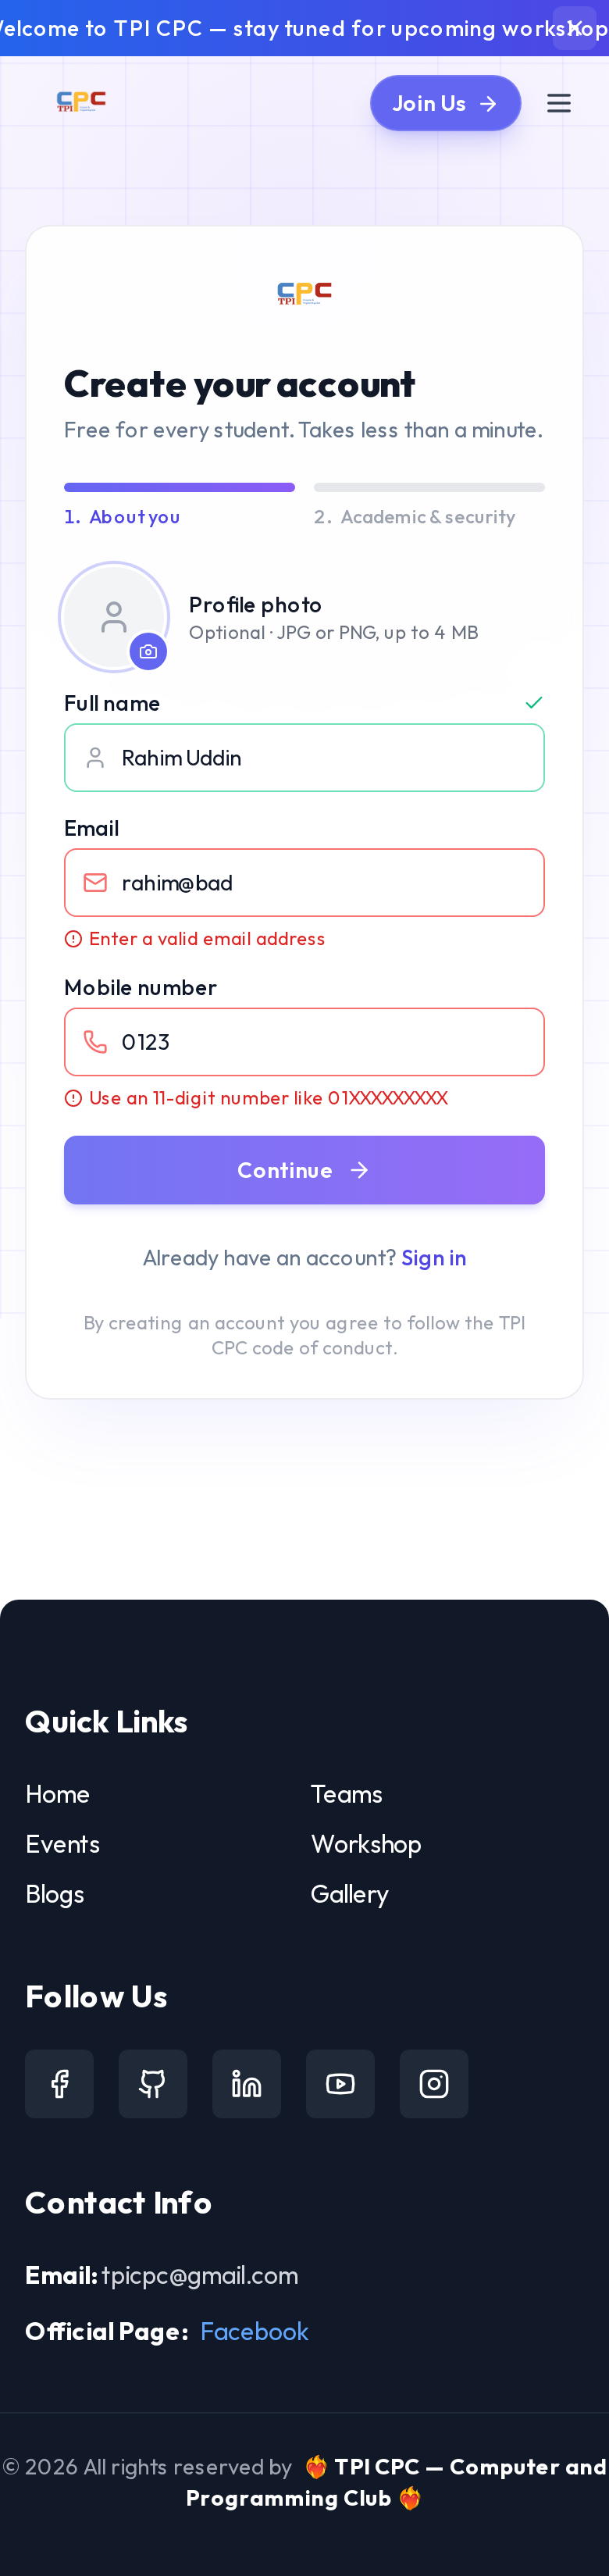 Welcome to TPI CPC — stay tuned for upcoming workshop
CPC
TPI
Join Us
CPC
TPI
Create your account
Free for every student. Takes less than a minute.
1. About you
2. Academic & security
Profile photo
Optional · JPG or PNG, up to 4 MB
Full name
Rahim Uddin
Email
rahim@bad
Enter a valid email address
Mobile number
0123
Use an 11-digit number like 01XXXXXXXXX
Continue
Already have an account? Sign in
By creating an account you agree to follow the TPI
CPC code of conduct.
Quick Links
Home
Teams
Events
Workshop
Blogs
Gallery
Follow Us
Contact Info
Email: tpicpc@gmail.com
Official Page: Facebook
© 2026 All rights reserved by ❤️‍🔥 TPI CPC — Computer and
Programming Club ❤️‍🔥